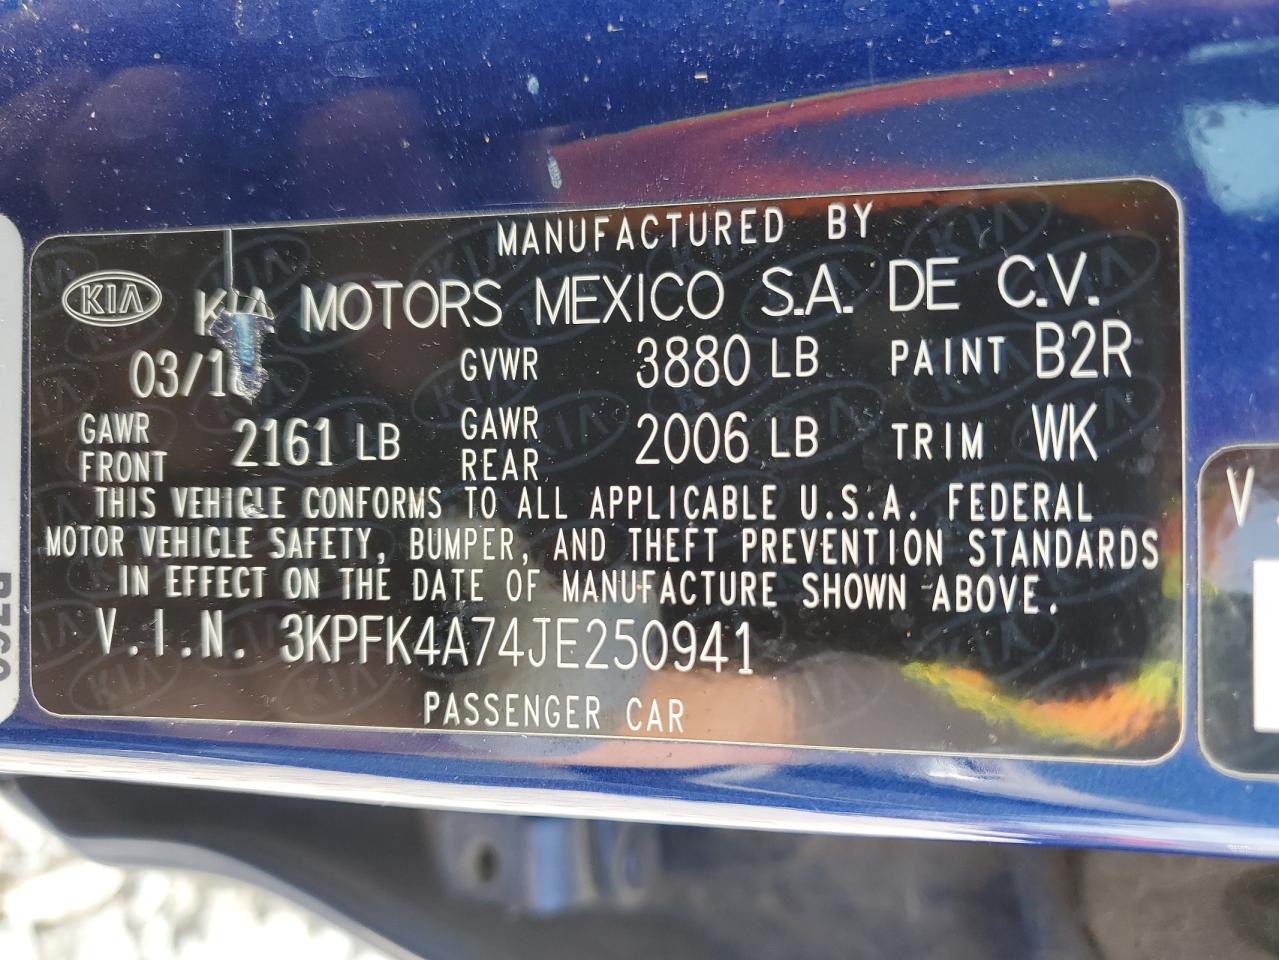 MANUFACTURED BY
KIA KIA MOTORS MEXICO S.A. DE C.V.
GVWR 3880 LB PAINT B2R
GAWR FRONT 2161 LB GAWR REAR 2006 LB TRIM WK
THIS VEHICLE CONFORMS TO ALL APPLICABLE U.S.A. FEDERAL
MOTOR VEHICLE SAFETY, BUMPER, AND THEFT PREVENTION STANDARDS
IN EFFECT ON THE DATE OF MANUFACTURE SHOWN ABOVE.
V.I.N. 3KPFK4A74JE250941
PASSENGER CAR
V